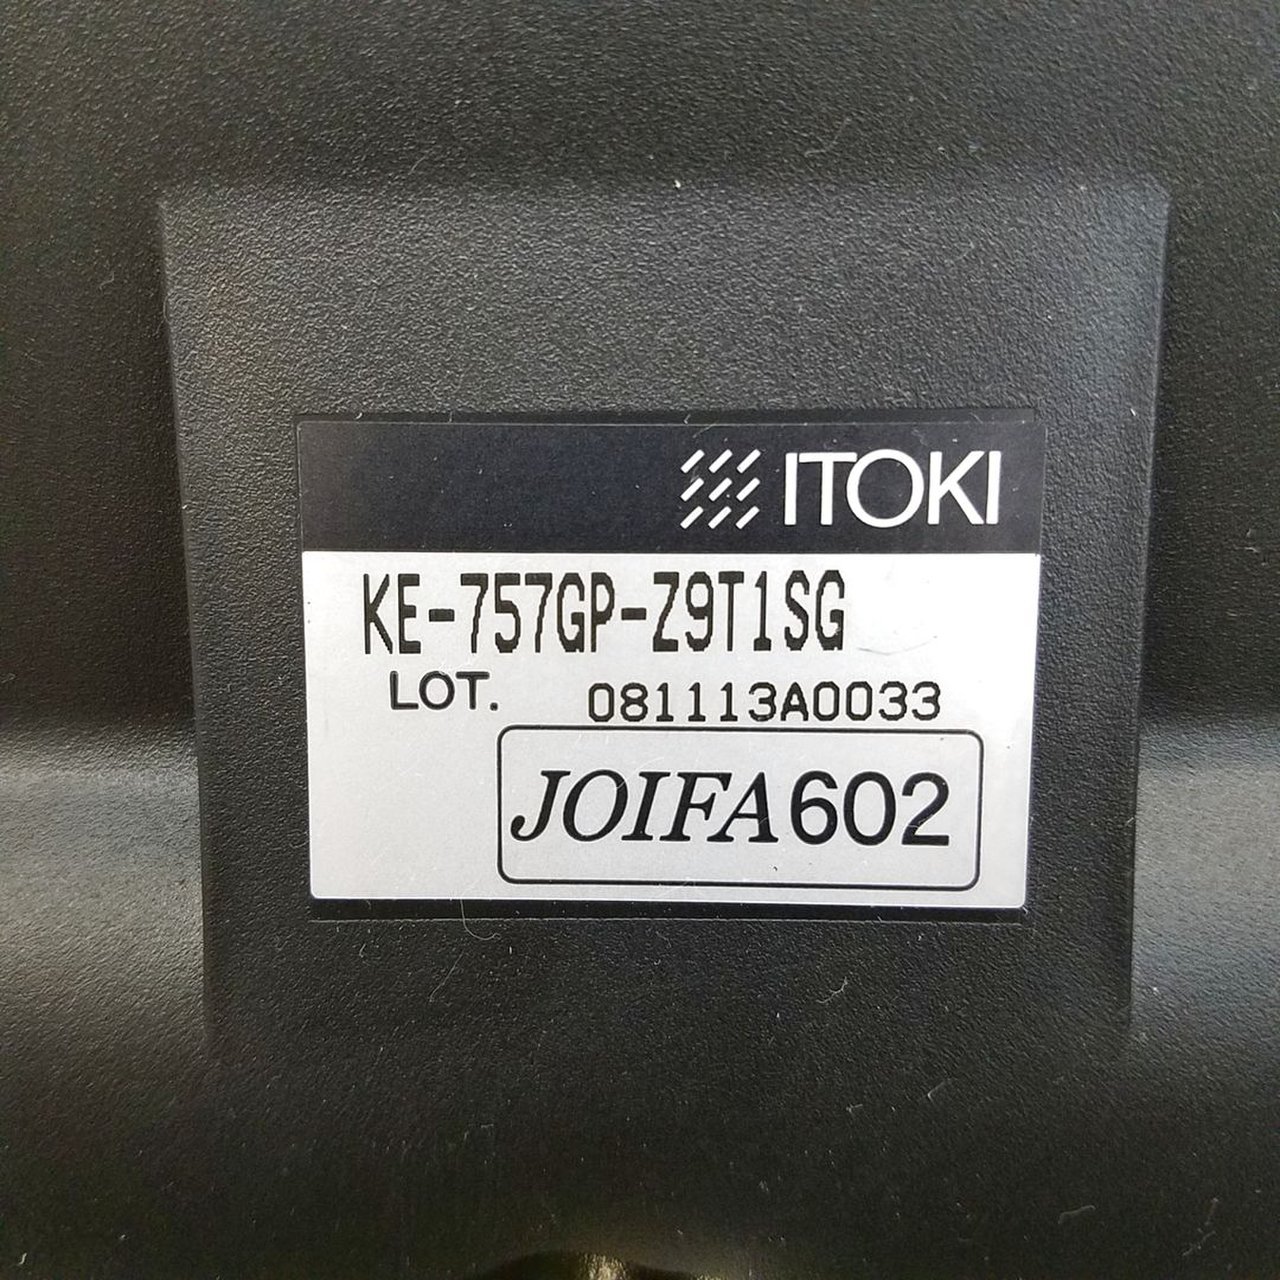 ITOKI
KE-757GP-Z9T1SG
LOT. 081113A0033
JOIFA602